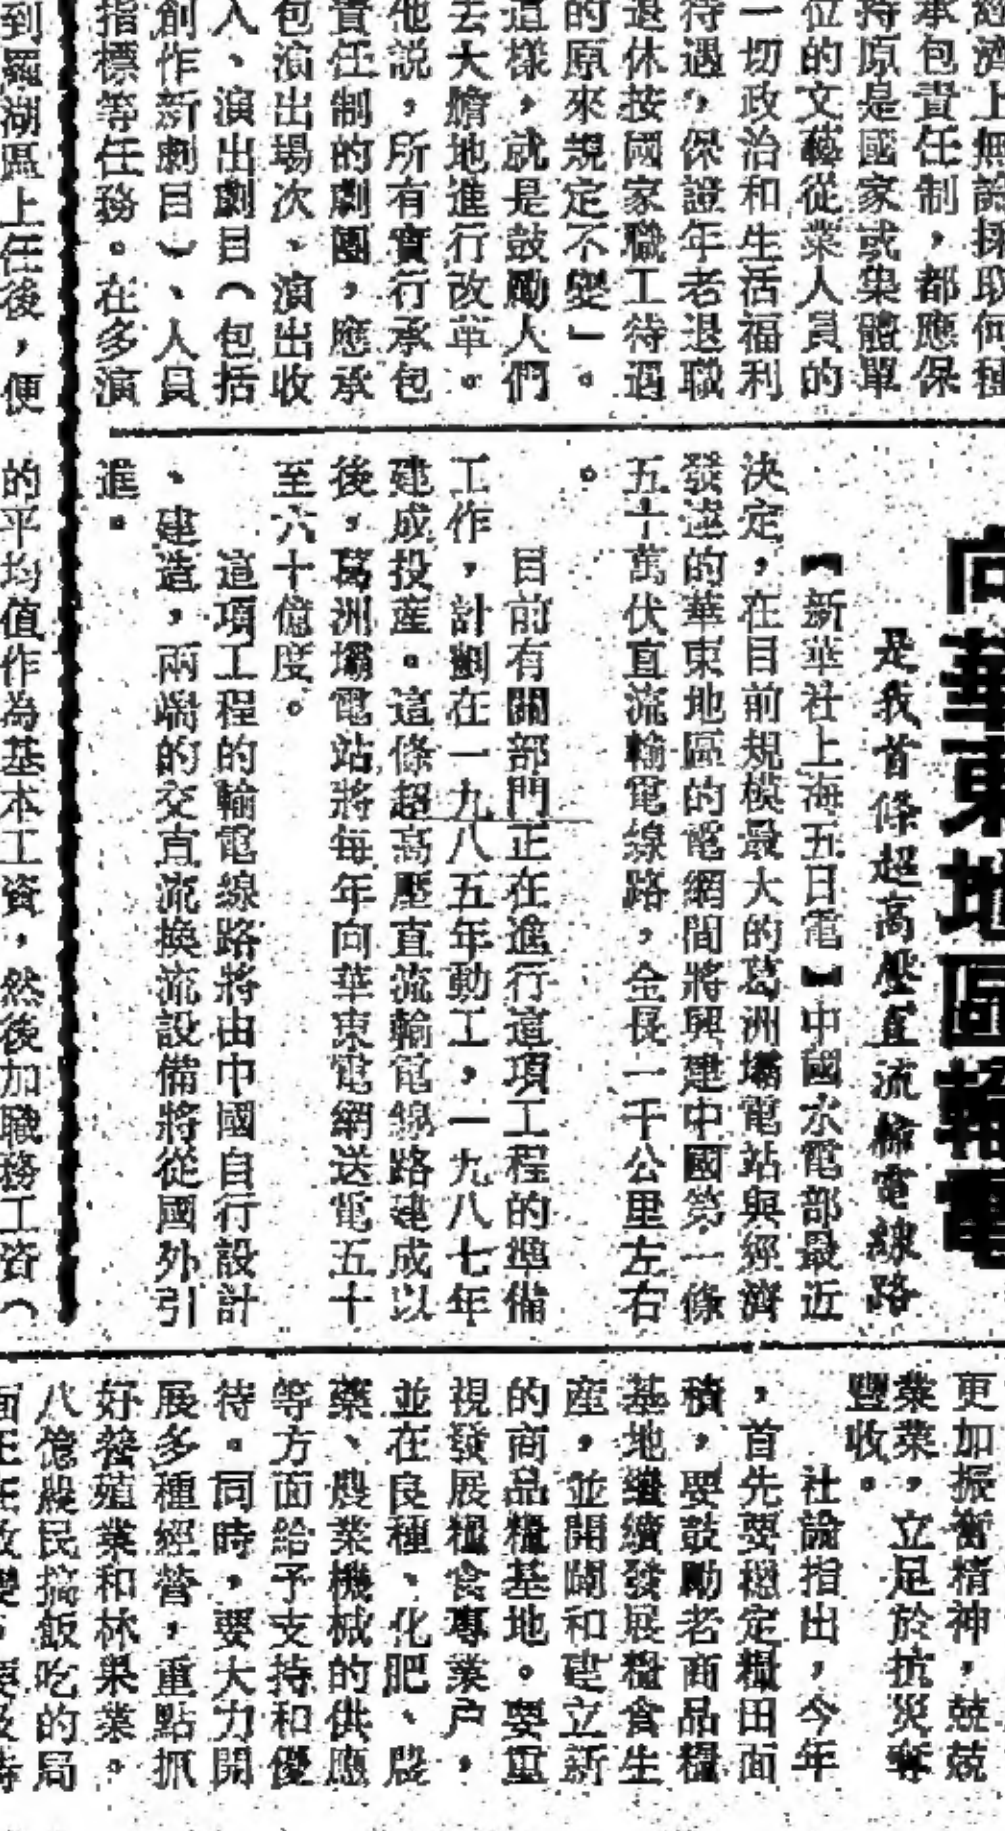 經濟上無論採取何種
承包責任制，都應保
持原是國家或集體單
位的文藝從業人員的
一切政治和生活福利
待遇，保證年老退職
退休按國家職工待遇
的原來規定不變」。
這樣，就是鼓勵人們
去大膽地進行改革。
他說，所有實行承包
責任制的劇團，應承
包演出場次、演出收
入、演出劇目（包括
創作新劇目）、人員
指標等任務。在多演
到羅湖區上任後，便
向華東地區輸電
是我首條超高壓直流輸電線路
【新華社上海五日電】中國水電部最近
決定，在目前規模最大的葛洲壩電站與經濟
發達的華東地區的電網間將興建中國第一條
五十萬伏直流輸電線路，全長一千公里左右
。
目前有關部門正在進行這項工程的準備
工作，計劃在一九八五年動工，一九八七年
建成投產。這條超高壓直流輸電線路建成以
後，葛洲壩電站將每年向華東電網送電五十
至六十億度。
這項工程的輸電線路將由中國自行設計
、建造，兩端的交直流換流設備將從國外引
進。
的平均值作為基本工資，然後加職務工資（
更加振奮精神，兢兢
業業，立足於抗災奪
豐收。
社論指出，今年
，首先要穩定糧田面
積，要鼓勵老商品糧
基地繼續發展糧食生
產，並開闢和建立新
的商品糧基地。要重
視發展糧食專業戶，
並在良種、化肥、農
藥、農業機械的供應
等方面給予支持和優
待。同時，要大力開
展多種經營，重點抓
好養殖業和林果業。
八億農民搞飯吃的局